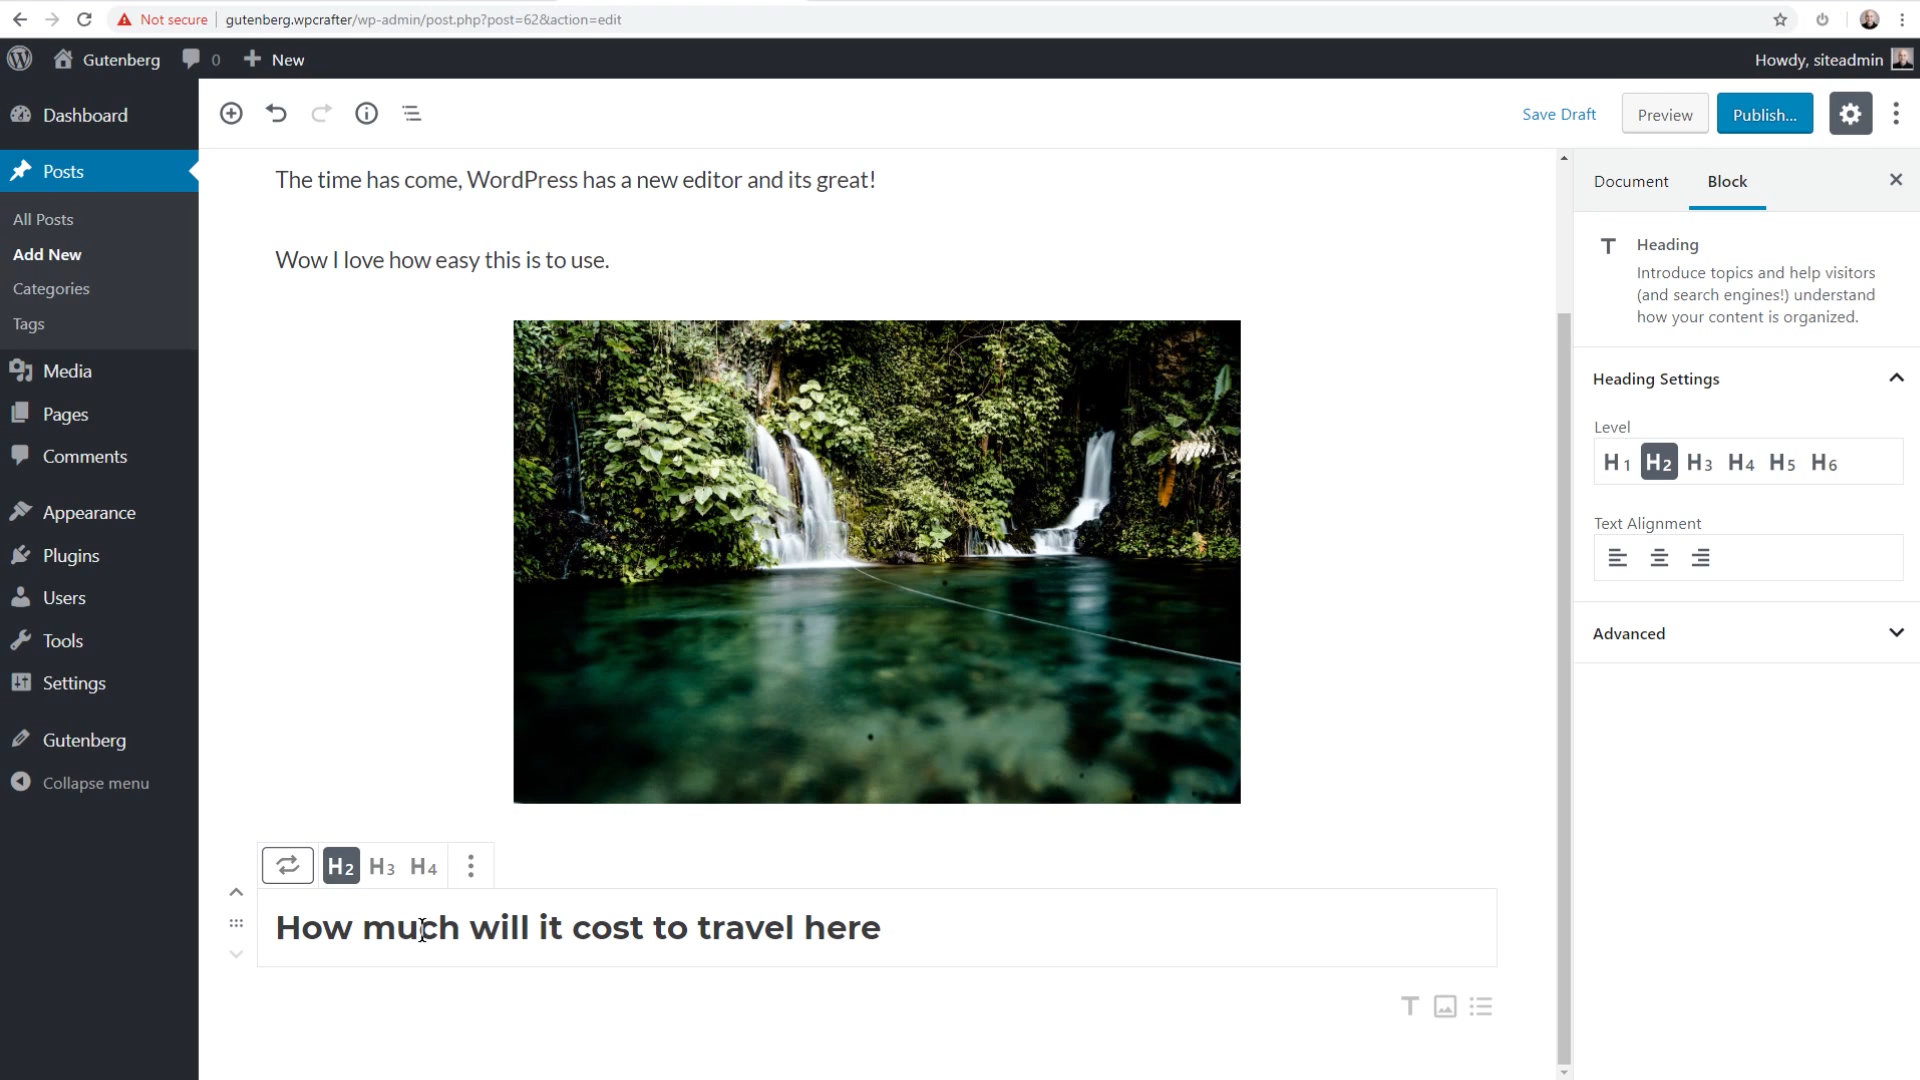 Not secure gutenberg.wpcrafter/wp-admin/post.php?post=62&action=edit
Gutenberg 0 New Howdy, siteadmin
Dashboard
Posts
All Posts
Add New
Categories
Tags
Media
Pages
Comments
Appearance
Plugins
Users
Tools
Settings
Gutenberg
Collapse menu
Save Draft Preview Publish...
The time has come, WordPress has a new editor and its great!
Wow I love how easy this is to use.
H2 H3 H4
How much will it cost to travel here
Document Block
Heading
Introduce topics and help visitors
(and search engines!) understand
how your content is organized.
Heading Settings
Level
H1 H2 H3 H4 H5 H6
Text Alignment
Advanced